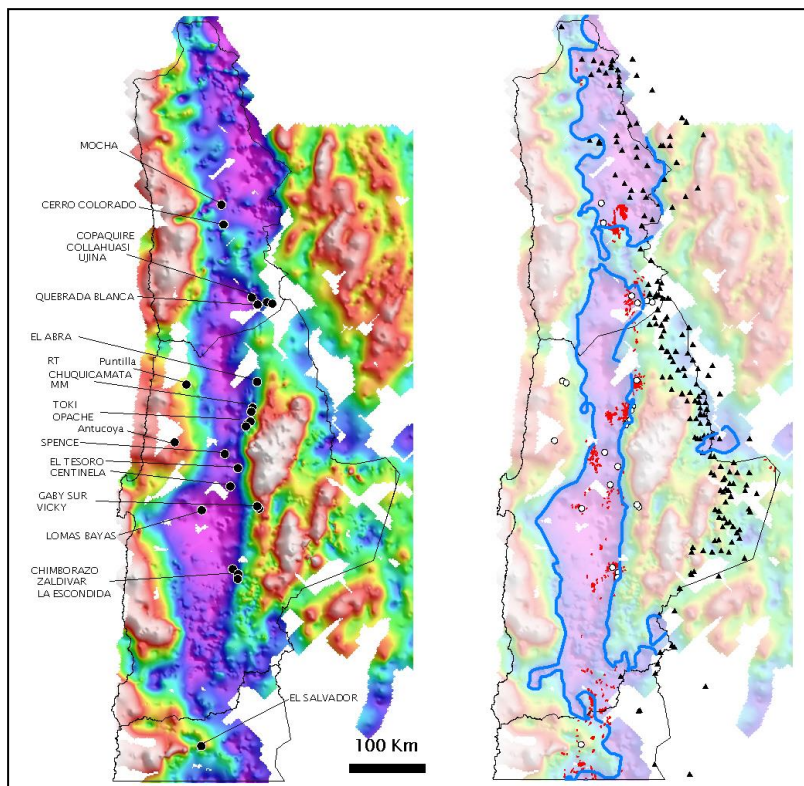 MOCHA
CERRO COLORADO
COPAQUIRE
COLLAHUASI
UJINA
QUEBRADA BLANCA
EL ABRA
RT Puntilla
CHUQUICAMATA
MM
TOKI
OPACHE
Antucoya
SPENCE
EL TESORO
CENTINELA
GABY SUR
VICKY
LOMAS BAYAS
CHIMBORAZO
ZALDIVAR
LA ESCONDIDA
EL SALVADOR
100 Km